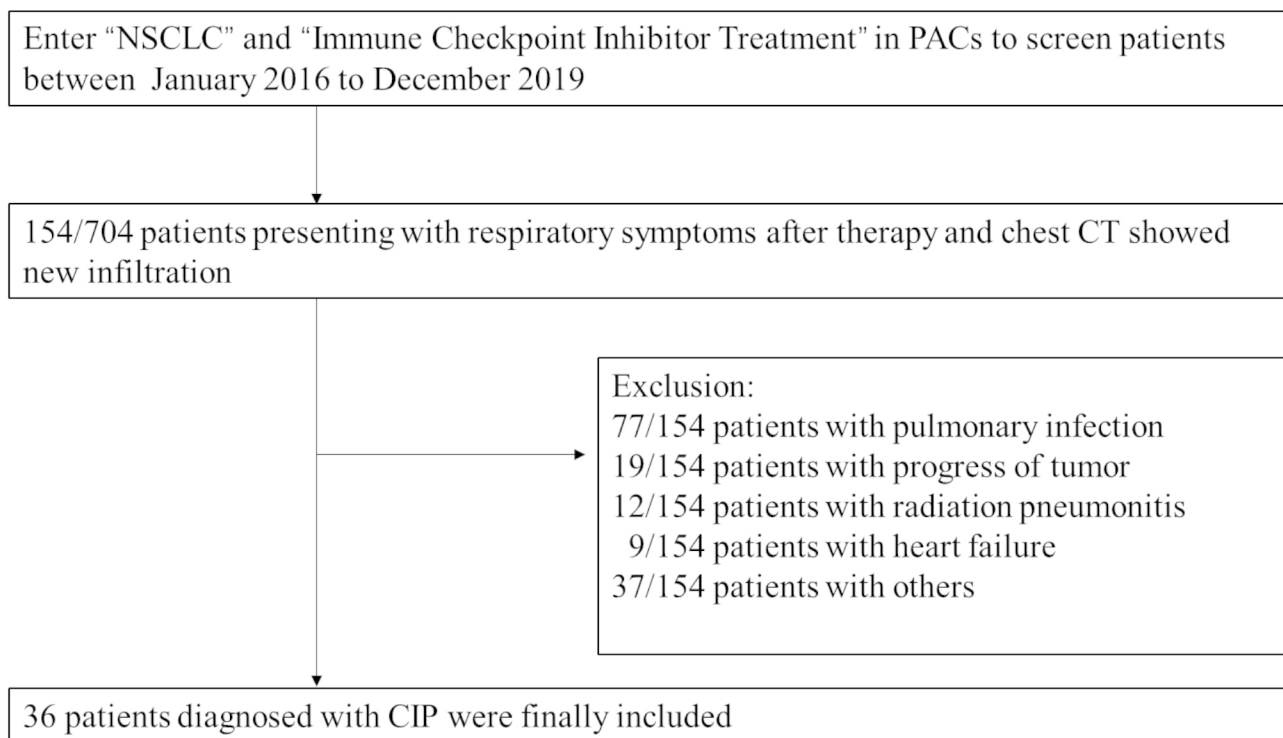 Enter “NSCLC” and “Immune Checkpoint Inhibitor Treatment” in PACs to screen patients
between January 2016 to December 2019
154/704 patients presenting with respiratory symptoms after therapy and chest CT showed
new infiltration
Exclusion:
77/154 patients with pulmonary infection
19/154 patients with progress of tumor
12/154 patients with radiation pneumonitis
9/154 patients with heart failure
37/154 patients with others
36 patients diagnosed with CIP were finally included